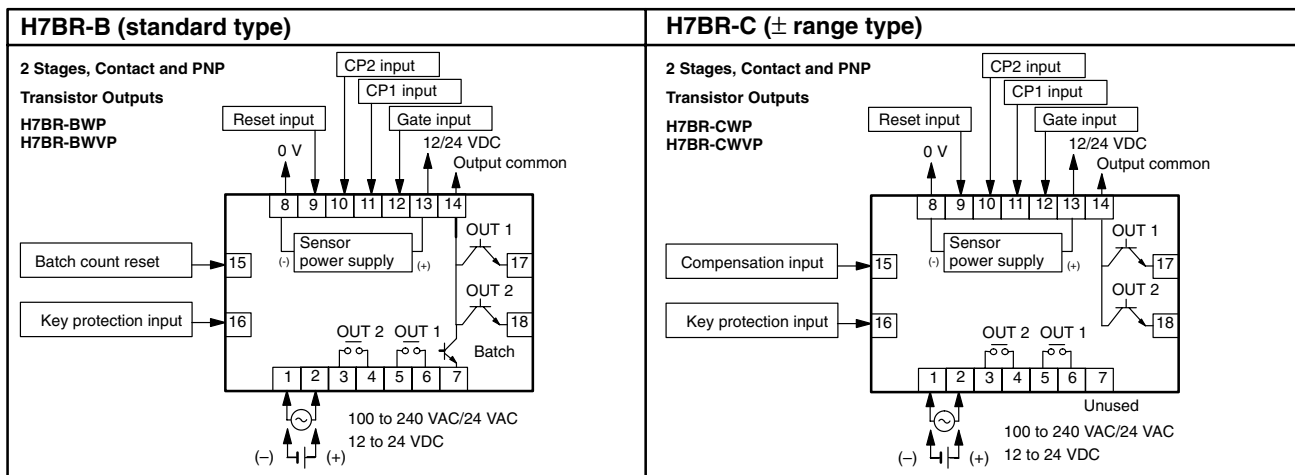 H7BR-B (standard type)
2 Stages, Contact and PNP
Transistor Outputs
H7BR-BWP
H7BR-BWVP
CP2 input
CP1 input
Reset input
Gate input
0 V
12/24 VDC
Output common
8 9 10 11 12 13 14
OUT 1
Sensor
power supply
(-)
(+)
Batch count reset
15
17
OUT 2
Key protection input
16
18
OUT 2 OUT 1
Batch
1 2 3 4 5 6 7
100 to 240 VAC/24 VAC
12 to 24 VDC
(–) (+)
H7BR-C (± range type)
2 Stages, Contact and PNP
Transistor Outputs
H7BR-CWP
H7BR-CWVP
CP2 input
CP1 input
Reset input
Gate input
0 V
12/24 VDC
Output common
8 9 10 11 12 13 14
OUT 1
Sensor
power supply
(-)
(+)
Compensation input
15
17
OUT 2
Key protection input
16
18
OUT 2 OUT 1
1 2 3 4 5 6 7
Unused
100 to 240 VAC/24 VAC
12 to 24 VDC
(–) (+)